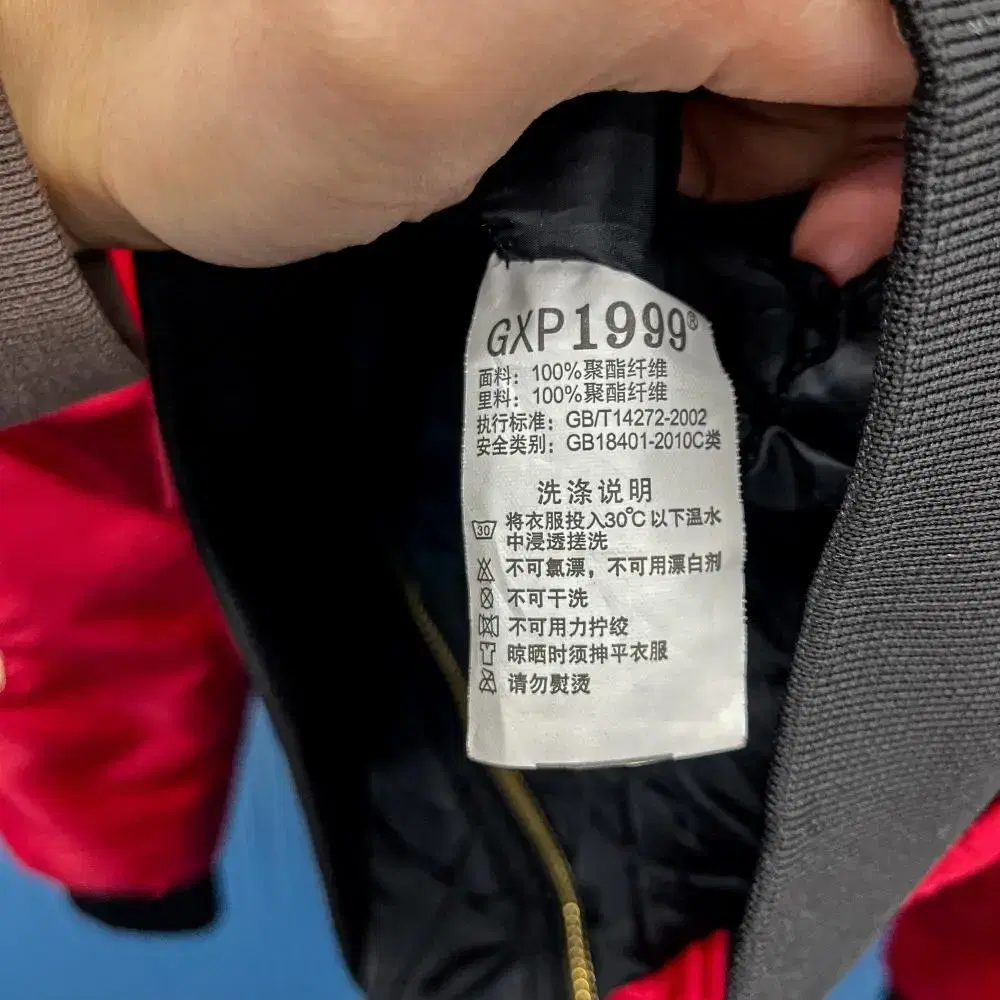 GXP1999®
面料：100%聚酯纤维
里料：100%聚酯纤维
执行标准：GB/T14272-2002
安全类别：GB18401-2010C类
洗涤说明
30 将衣服投入30℃以下温水
中浸透搓洗
不可氯漂，不可用漂白剂
不可干洗
不可用力拧绞
晾晒时须抻平衣服
请勿熨烫